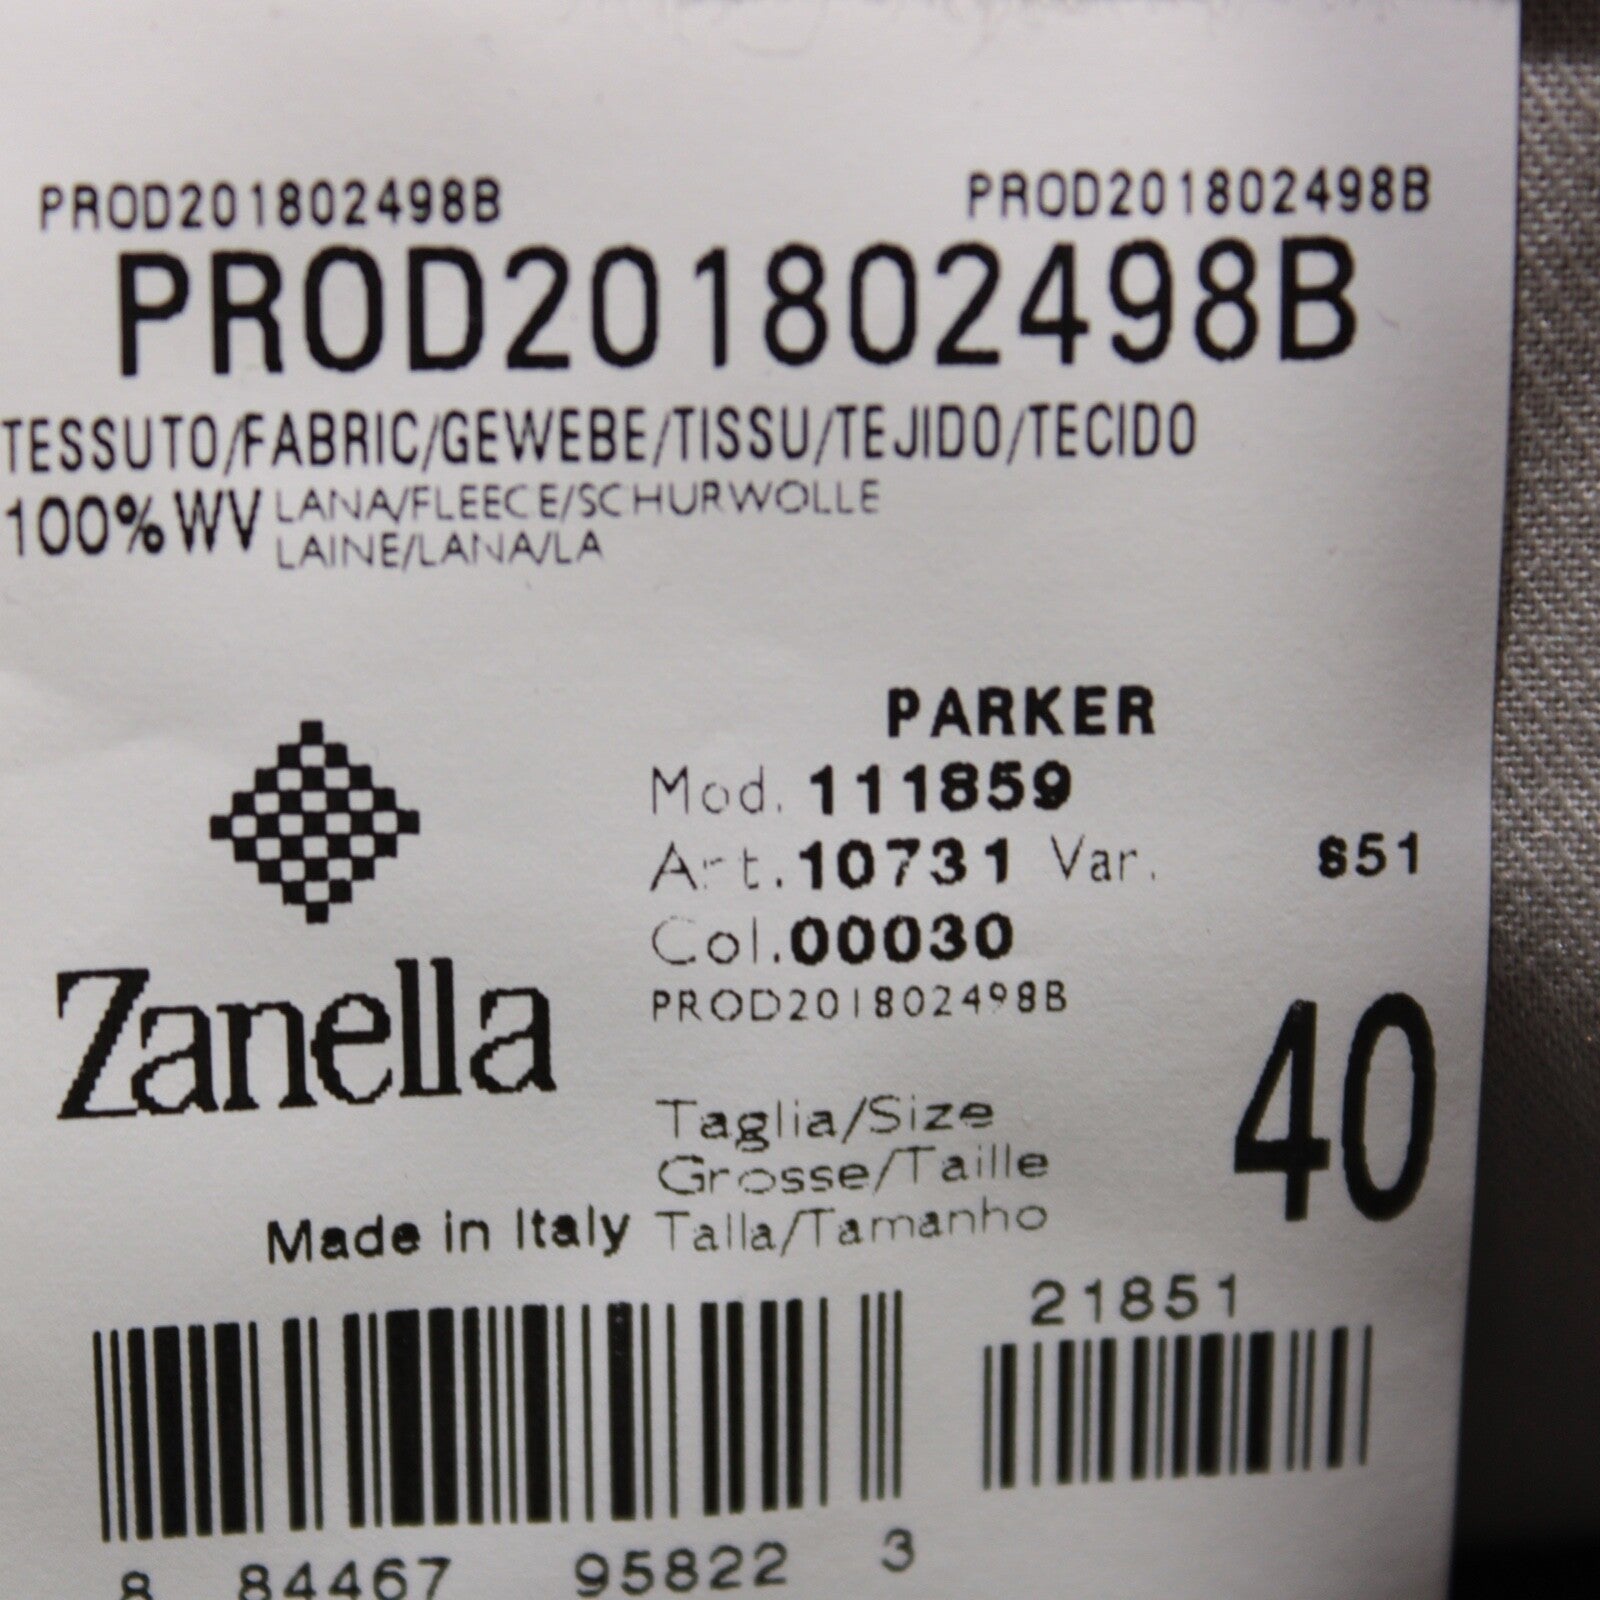 PROD201802498B PROD201802498B
PROD201802498B
TESSUTO/FABRIC/GEWEBE/TISSU/TEJIDO/TECIDO
100% WV LANA/FLEECE/SCHURWOLLE
LAINE/LANA/LA
PARKER
Mod. 111859
Art. 10731 Var. S51
Col. 00030
PROD201802498B
Zanella
Taglia/Size
Grosse/Taille
Talla/Tamanho
40
Made in Italy
21851
8 84467 95822 3